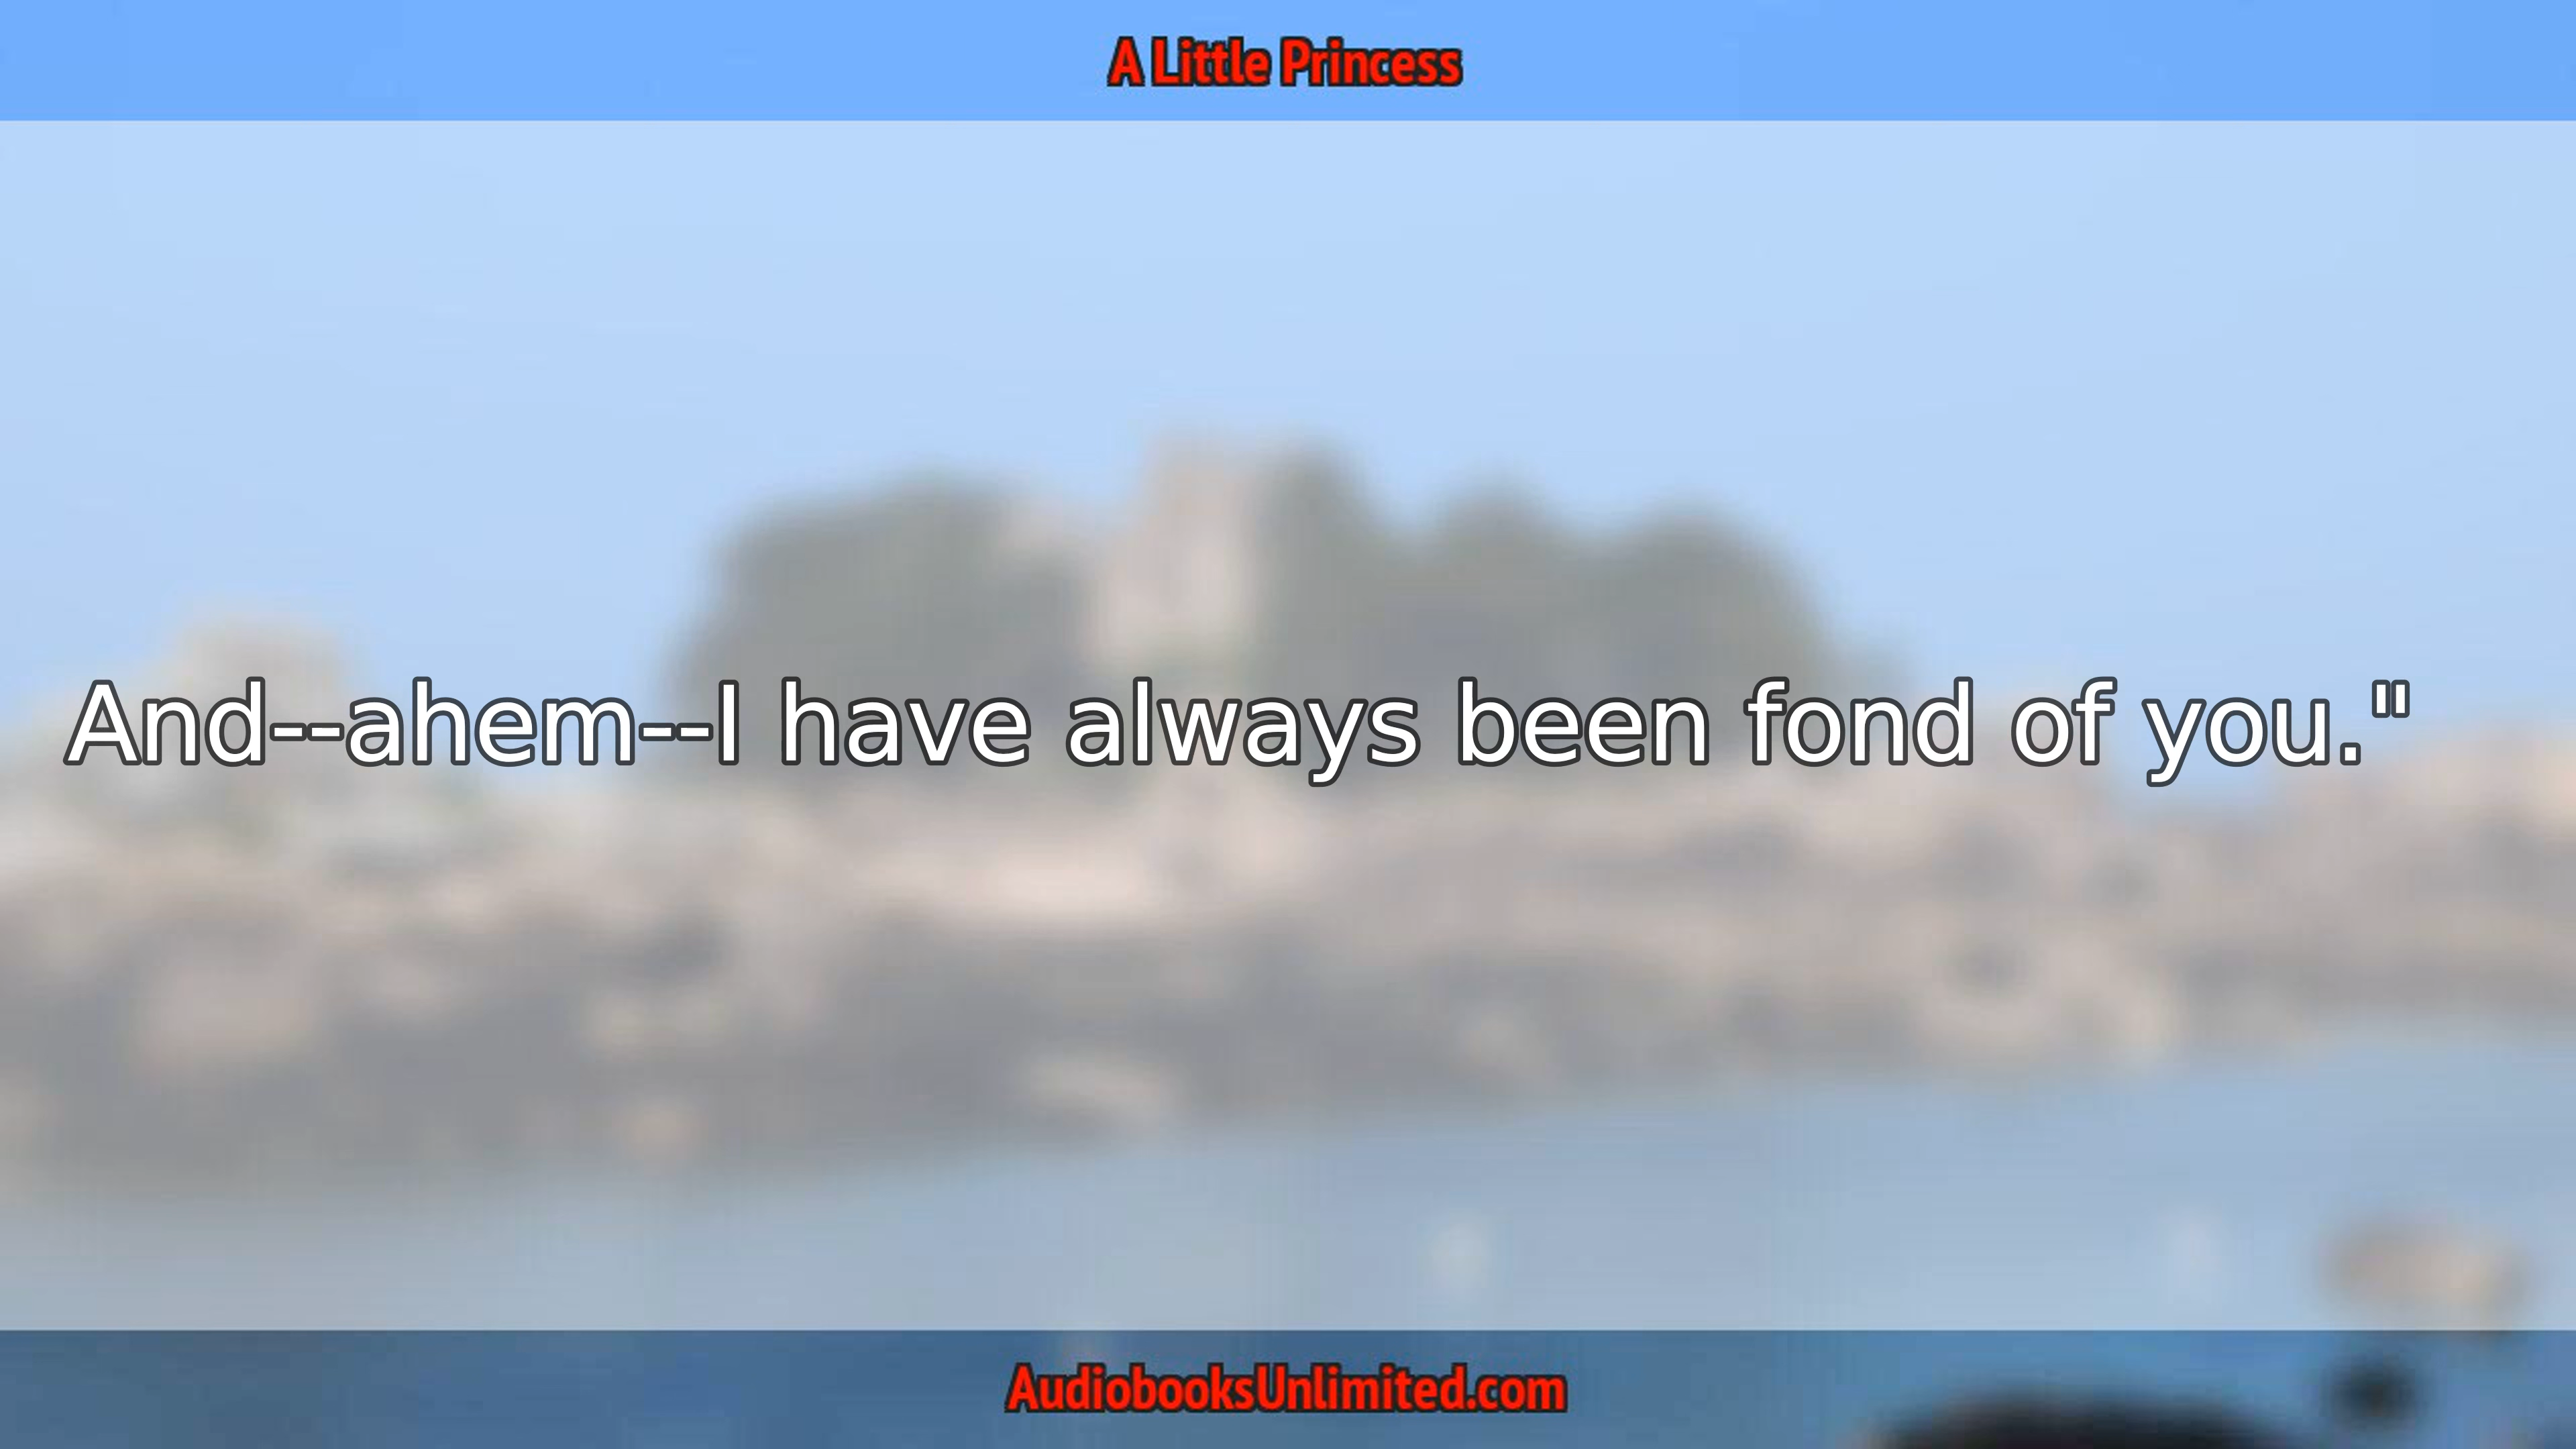 A Little Princess
And--ahem--I have always been fond of you."
AudiobooksUnlimited.com